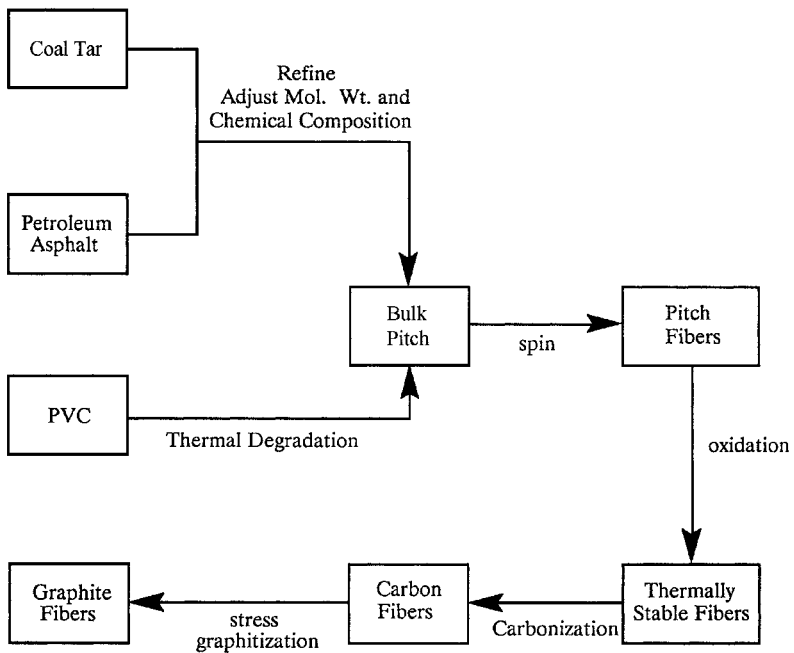 Coal Tar
Refine
Adjust Mol. Wt. and
Chemical Composition
Petroleum
Asphalt
Bulk
Pitch
spin
Pitch
Fibers
PVC
Thermal Degradation
oxidation
Graphite
Fibers
stress
graphitization
Carbon
Fibers
Carbonization
Thermally
Stable Fibers